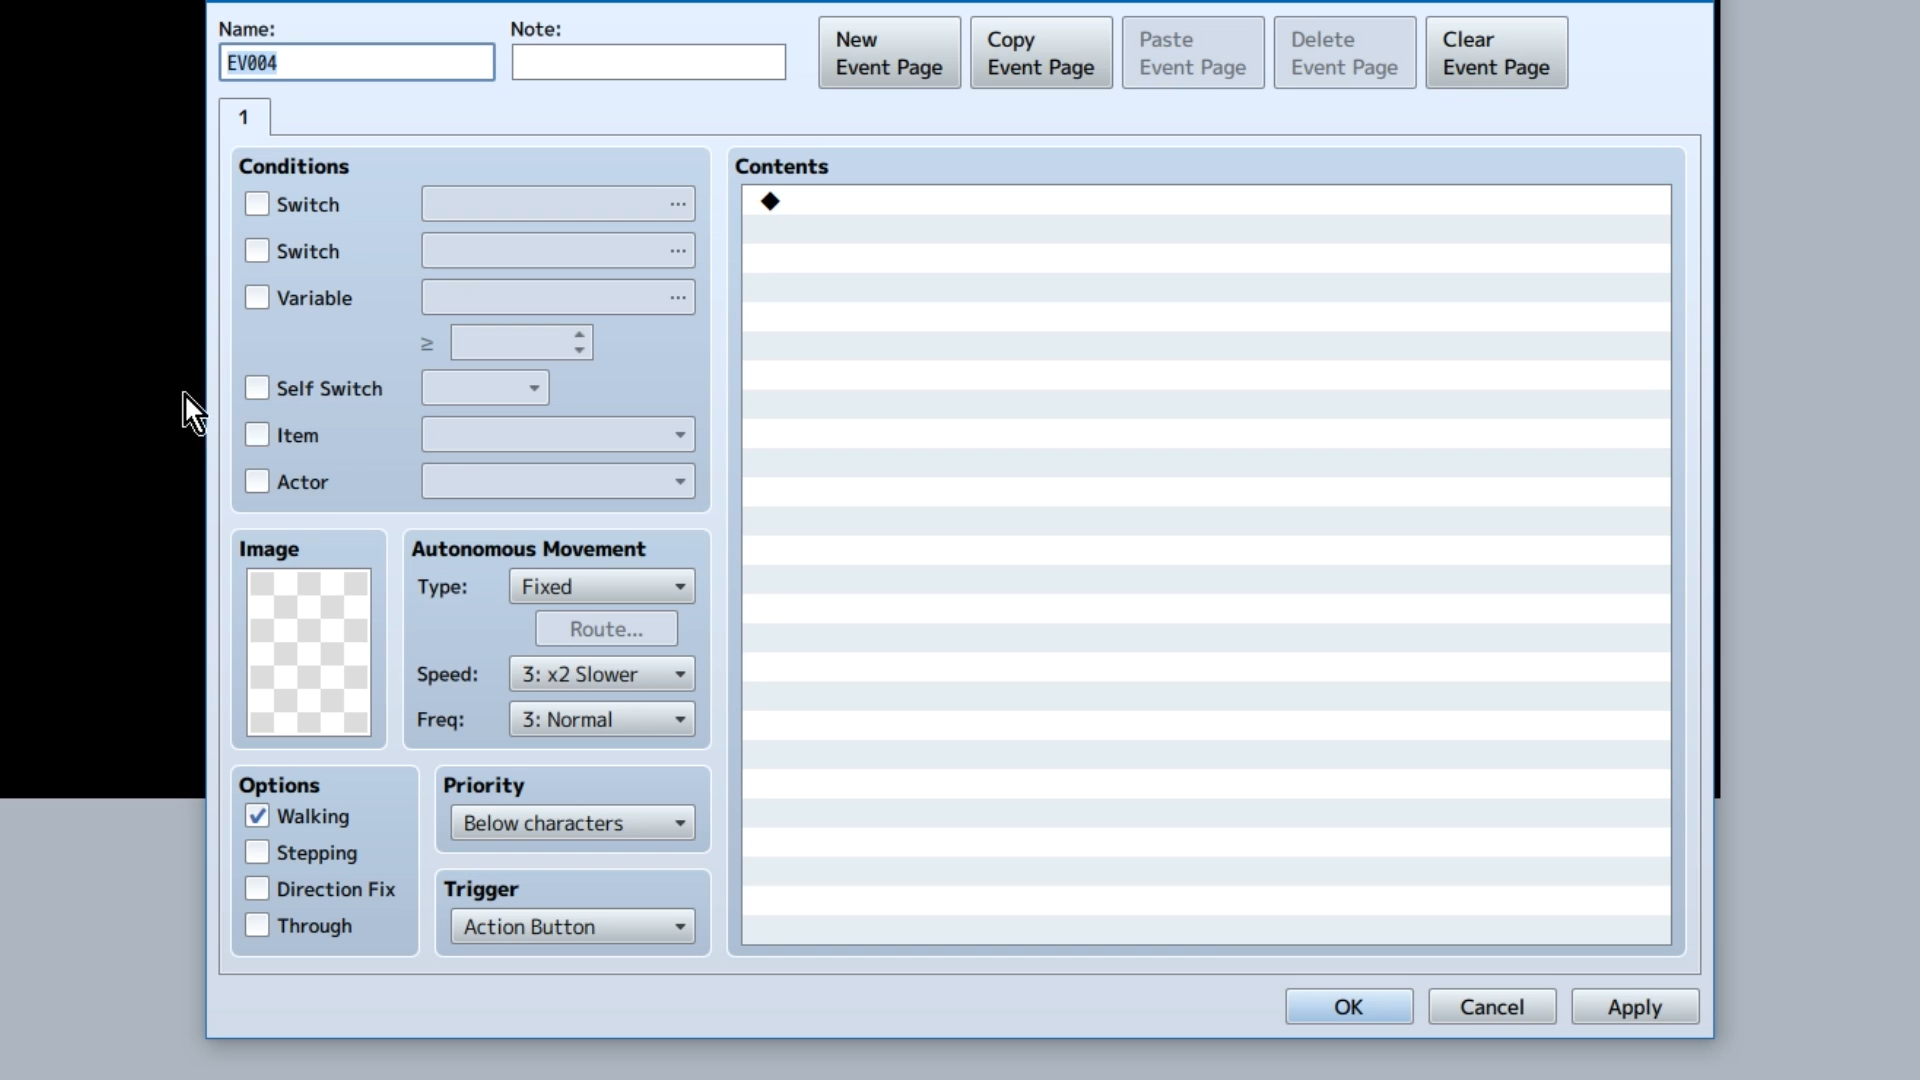 Name:
Note:
EV004
New
Event Page
Copy
Event Page
Paste
Event Page
Delete
Event Page
Clear
Event Page
1
Conditions
Switch
...
Switch
...
Variable
...
≥
Self Switch
Item
Actor
Image
Autonomous Movement
Type:
Fixed
Route...
Speed:
3: x2 Slower
Freq:
3: Normal
Options
Walking
Stepping
Direction Fix
Through
Priority
Below characters
Trigger
Action Button
Contents
◆
OK
Cancel
Apply